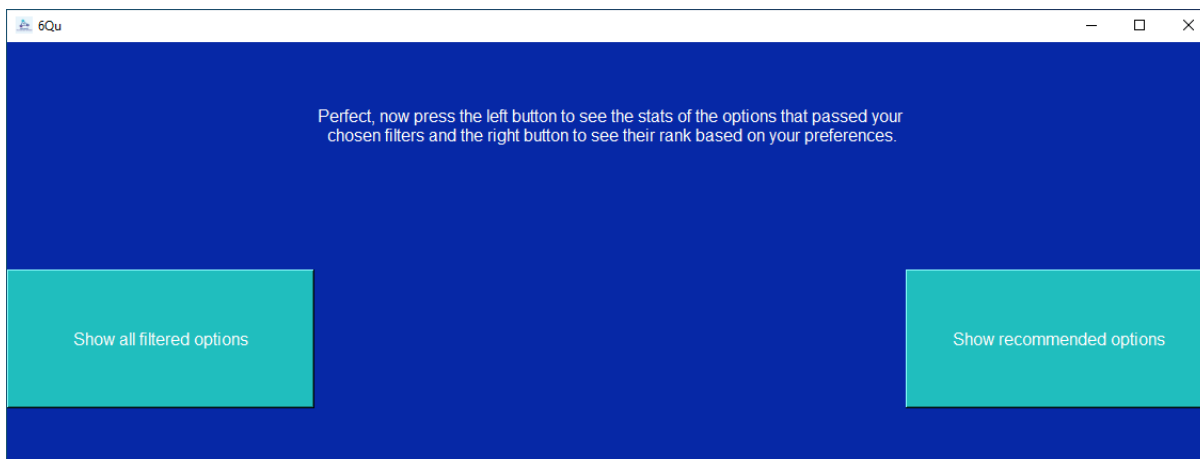 6Qu
Perfect, now press the left button to see the stats of the options that passed your
chosen filters and the right button to see their rank based on your preferences.
Show all filtered options
Show recommended options